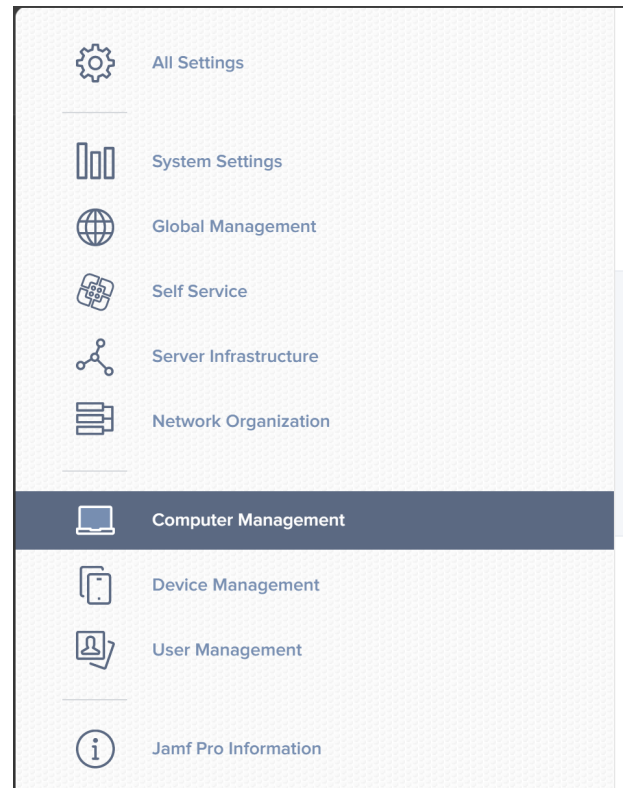 All Settings
System Settings
Global Management
Self Service
Server Infrastructure
Network Organization
Computer Management
Device Management
User Management
Jamf Pro Information